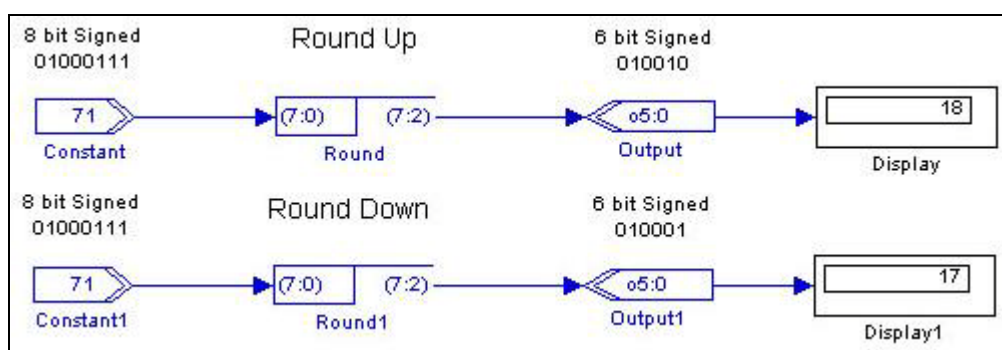 8 bit Signed
01000111
Round Up
6 bit Signed
010010
71
(7:0)
(7:2)
o5:0
18
Constant
Round
Output
Display
8 bit Signed
01000111
Round Down
6 bit Signed
010001
71
(7:0)
(7:2)
o5:0
17
Constant1
Round1
Output1
Display1